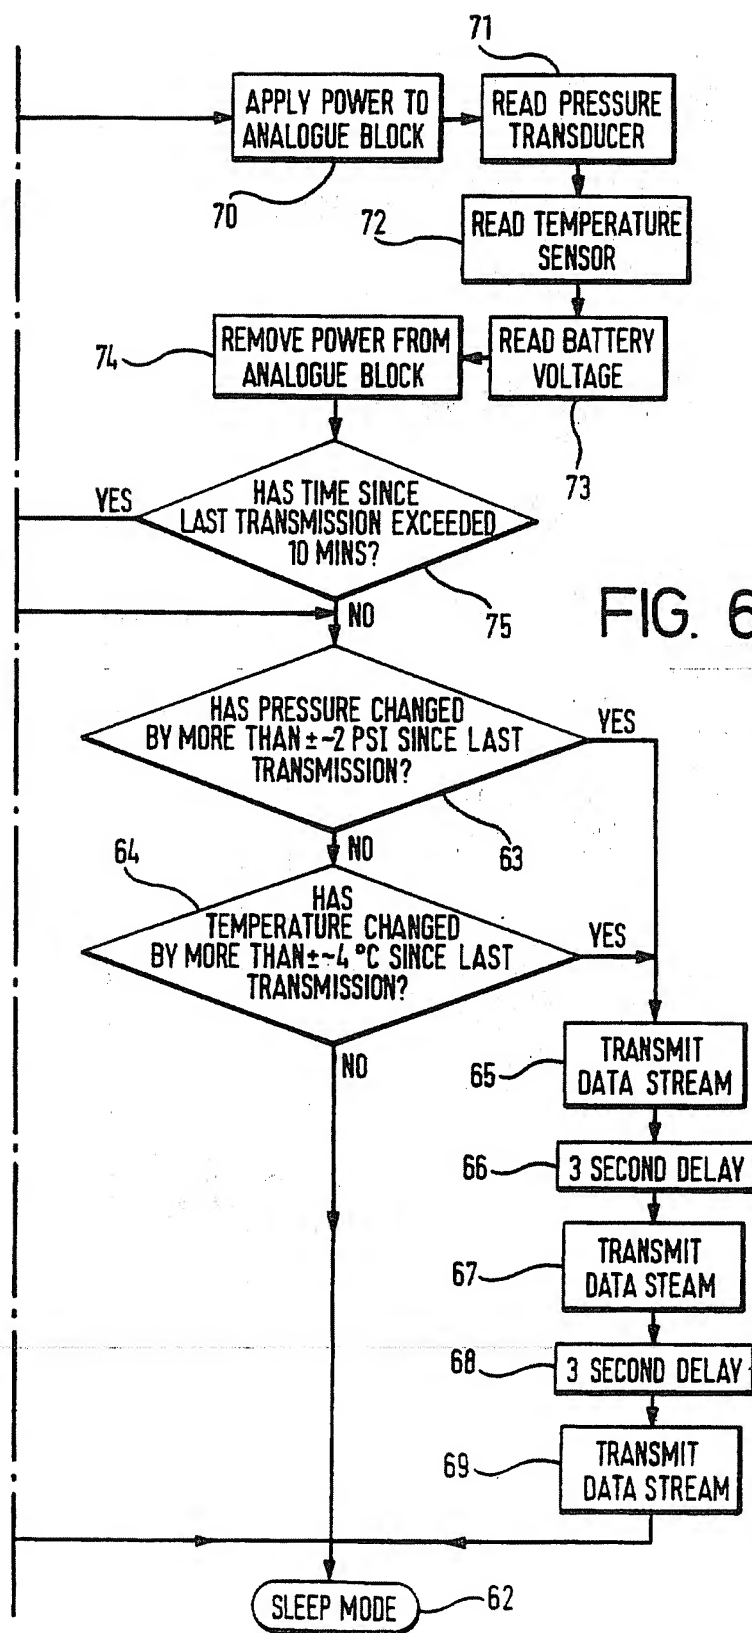 71
APPLY POWER TO
ANALOGUE BLOCK
READ PRESSURE
TRANSDUCER
70
72
READ TEMPERATURE
SENSOR
74
REMOVE POWER FROM
ANALOGUE BLOCK
READ BATTERY
VOLTAGE
73
YES
HAS TIME SINCE
LAST TRANSMISSION EXCEEDED
10 MINS?
75
NO
FIG. 6
HAS PRESSURE CHANGED
BY MORE THAN ±~2 PSI SINCE LAST
TRANSMISSION?
YES
63
NO
64
HAS
TEMPERATURE CHANGED
BY MORE THAN ±~4 °C SINCE LAST
TRANSMISSION?
YES
NO
65
TRANSMIT
DATA STREAM
66
3 SECOND DELAY
67
TRANSMIT
DATA STEAM
68
3 SECOND DELAY
69
TRANSMIT
DATA STREAM
SLEEP MODE
62